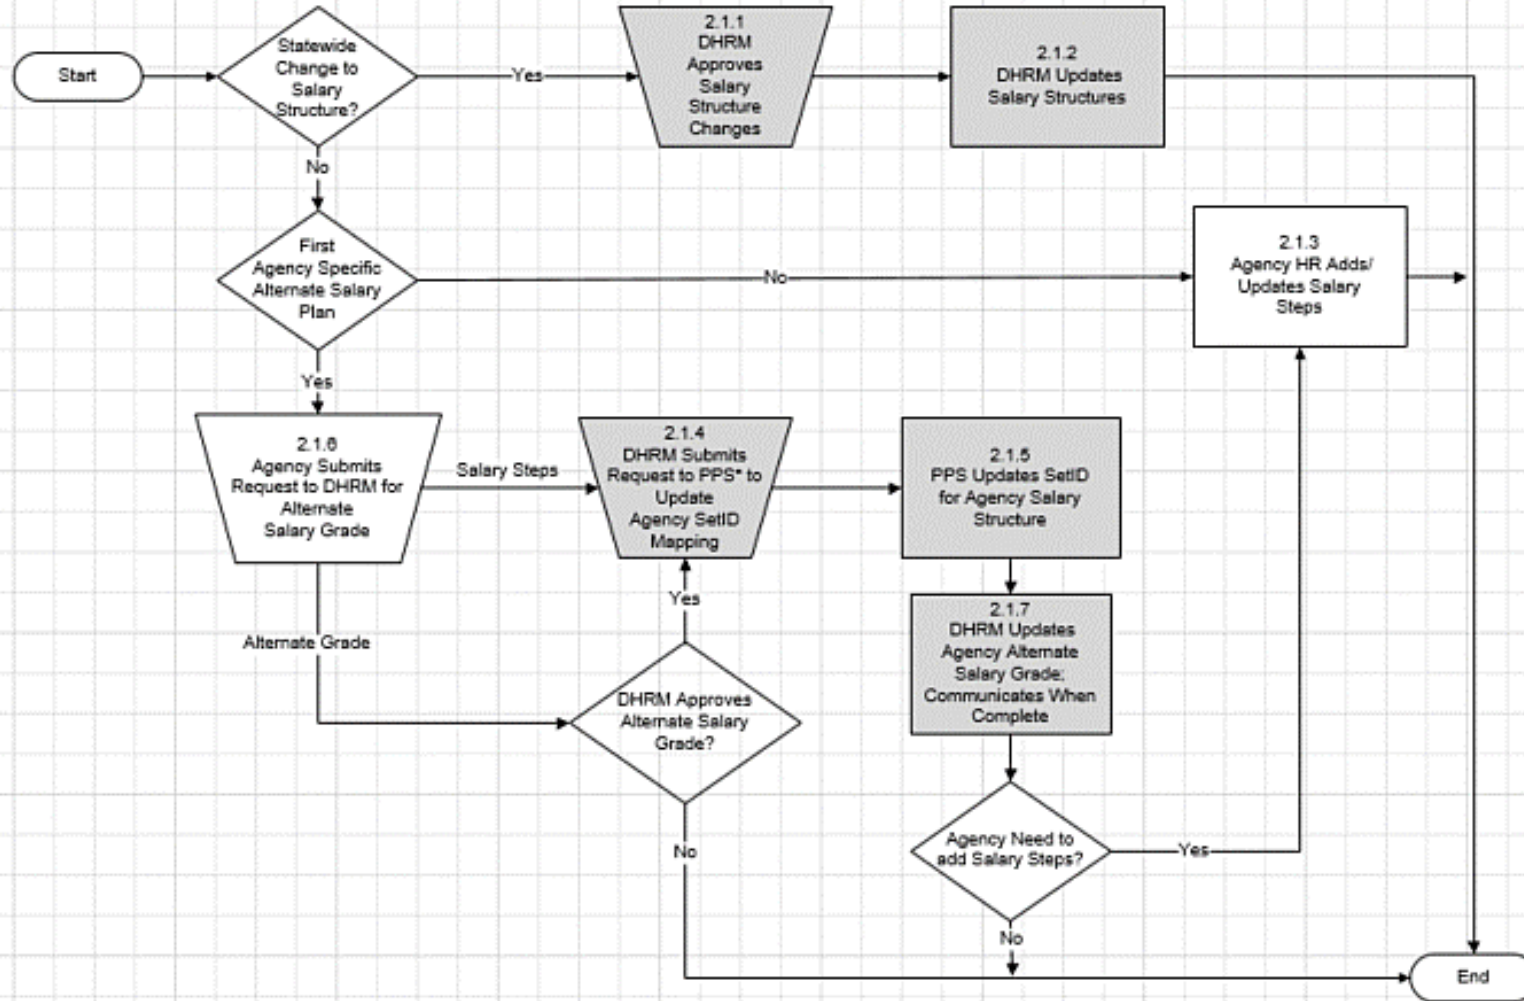 Start
Statewide
Change to
Salary
Structure?
Yes
2.1.1
DHRM
Approves
Salary
Structure
Changes
2.1.2
DHRM Updates
Salary Structures
No
First
Agency Specific
Alternate Salary
Plan
No
2.1.3
Agency HR Adds/
Updates Salary
Steps
Yes
2.1.6
Agency Submits
Request to DHRM for
Alternate
Salary Grade
Salary Steps
2.1.4
DHRM Submits
Request to PPS* to
Update
Agency SetID
Mapping
2.1.5
PPS Updates SetID
for Agency Salary
Structure
Yes
2.1.7
DHRM Updates
Agency Alternate
Salary Grade;
Communicates When
Complete
Alternate Grade
DHRM Approves
Alternate Salary
Grade?
Agency Need to
add Salary Steps?
Yes
No
No
End